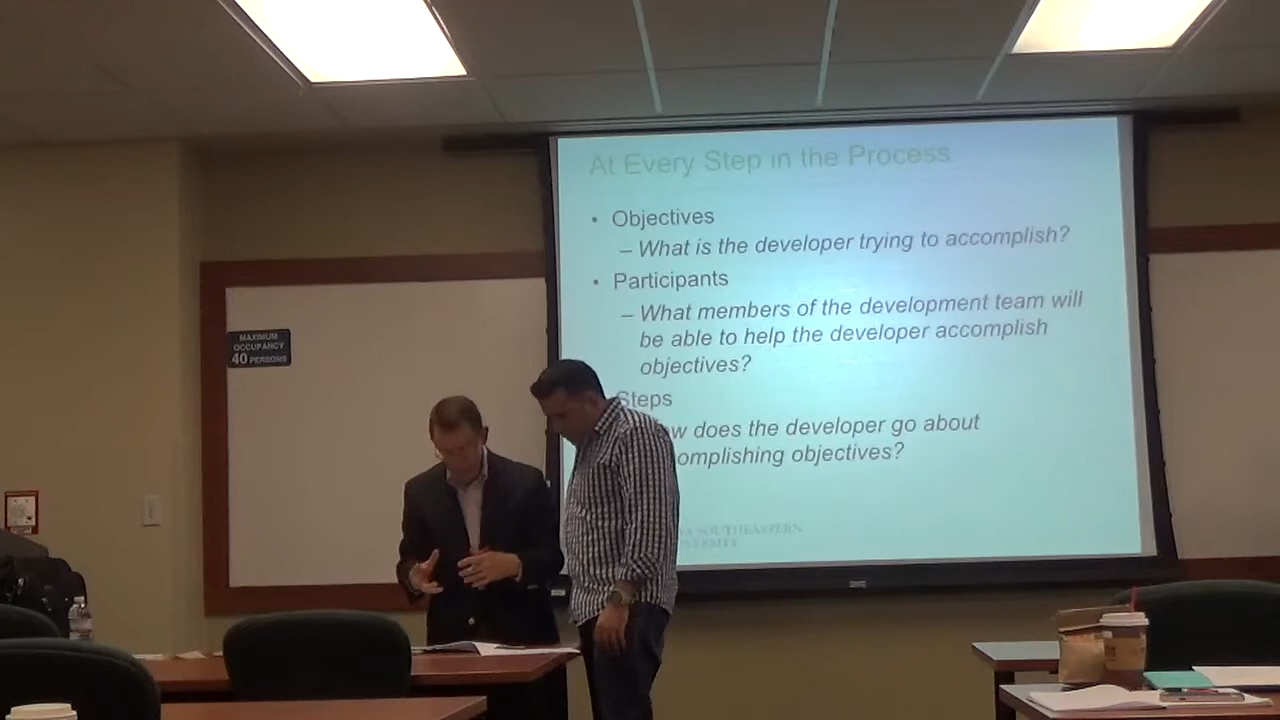 At Every Step in the Process
• Objectives
– What is the developer trying to accomplish?
• Participants
– What members of the development team will
be able to help the developer accomplish
objectives?
Steps
does the developer go about
objectives?
SOUTHEASTERN
MAXIMUM
OCCUPANCY
40 PERSONS